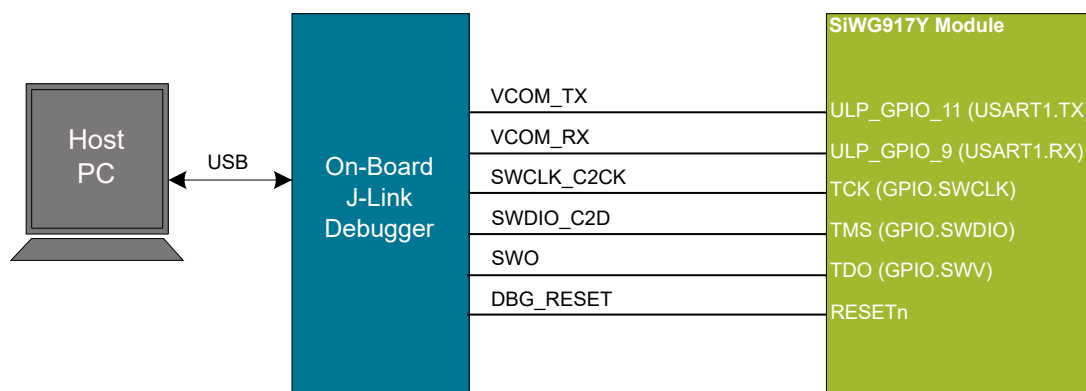 SiWG917Y Module
VCOM_TX
ULP_GPIO_11 (USART1.TX)
VCOM_RX
ULP_GPIO_9 (USART1.RX)
Host
PC
USB
On-Board
J-Link
Debugger
SWCLK_C2CK
TCK (GPIO.SWCLK)
SWDIO_C2D
TMS (GPIO.SWDIO)
SWO
TDO (GPIO.SWV)
DBG_RESET
RESETn